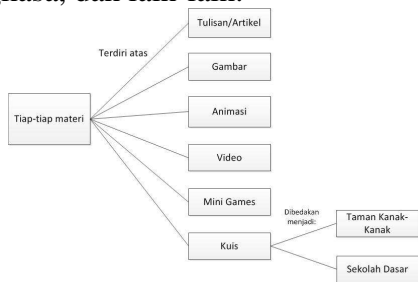 Tulisan/Artikel
Terdiri atas
Gambar
Tiap-tiap materi
Animasi
Video
Mini Games
Dibedakan
menjadi:
Taman Kanak-
Kanak
Kuis
Sekolah Dasar